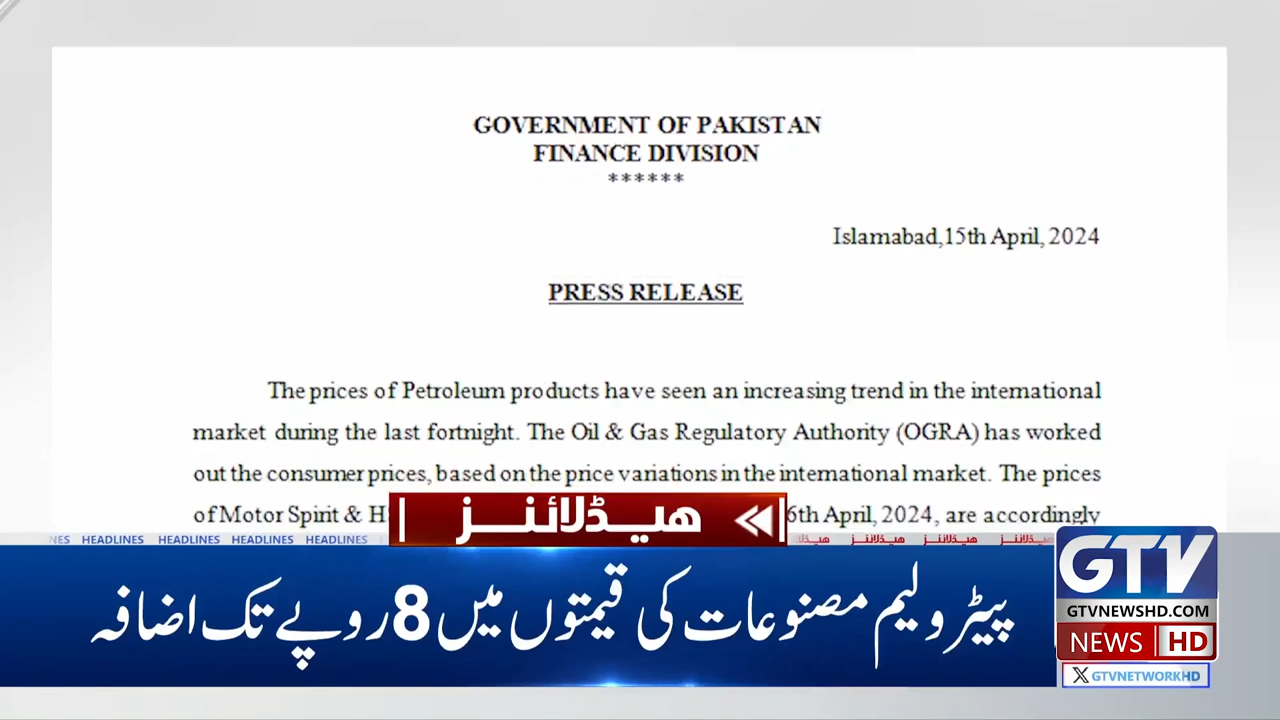 GOVERNMENT OF PAKISTAN
FINANCE DIVISION
******
Islamabad,15th April, 2024
PRESS RELEASE
The prices of Petroleum products have seen an increasing trend in the international
market during the last fortnight. The Oil & Gas Regulatory Authority (OGRA) has worked
out the consumer prices, based on the price variations in the international market. The prices
of Motor Spirit & H 6th April, 2024, are accordingly
ہیڈلائنز
HEADLINES HEADLINES HEADLINES HEADLINES ہیڈلائنز ہیڈلائنز ہیڈلائنز
پیٹرولیم مصنوعات کی قیمتوں میں 8 روپے تک اضافہ
GTV
GTVNEWSHD.COM
NEWS HD
X GTVNETWORKHD